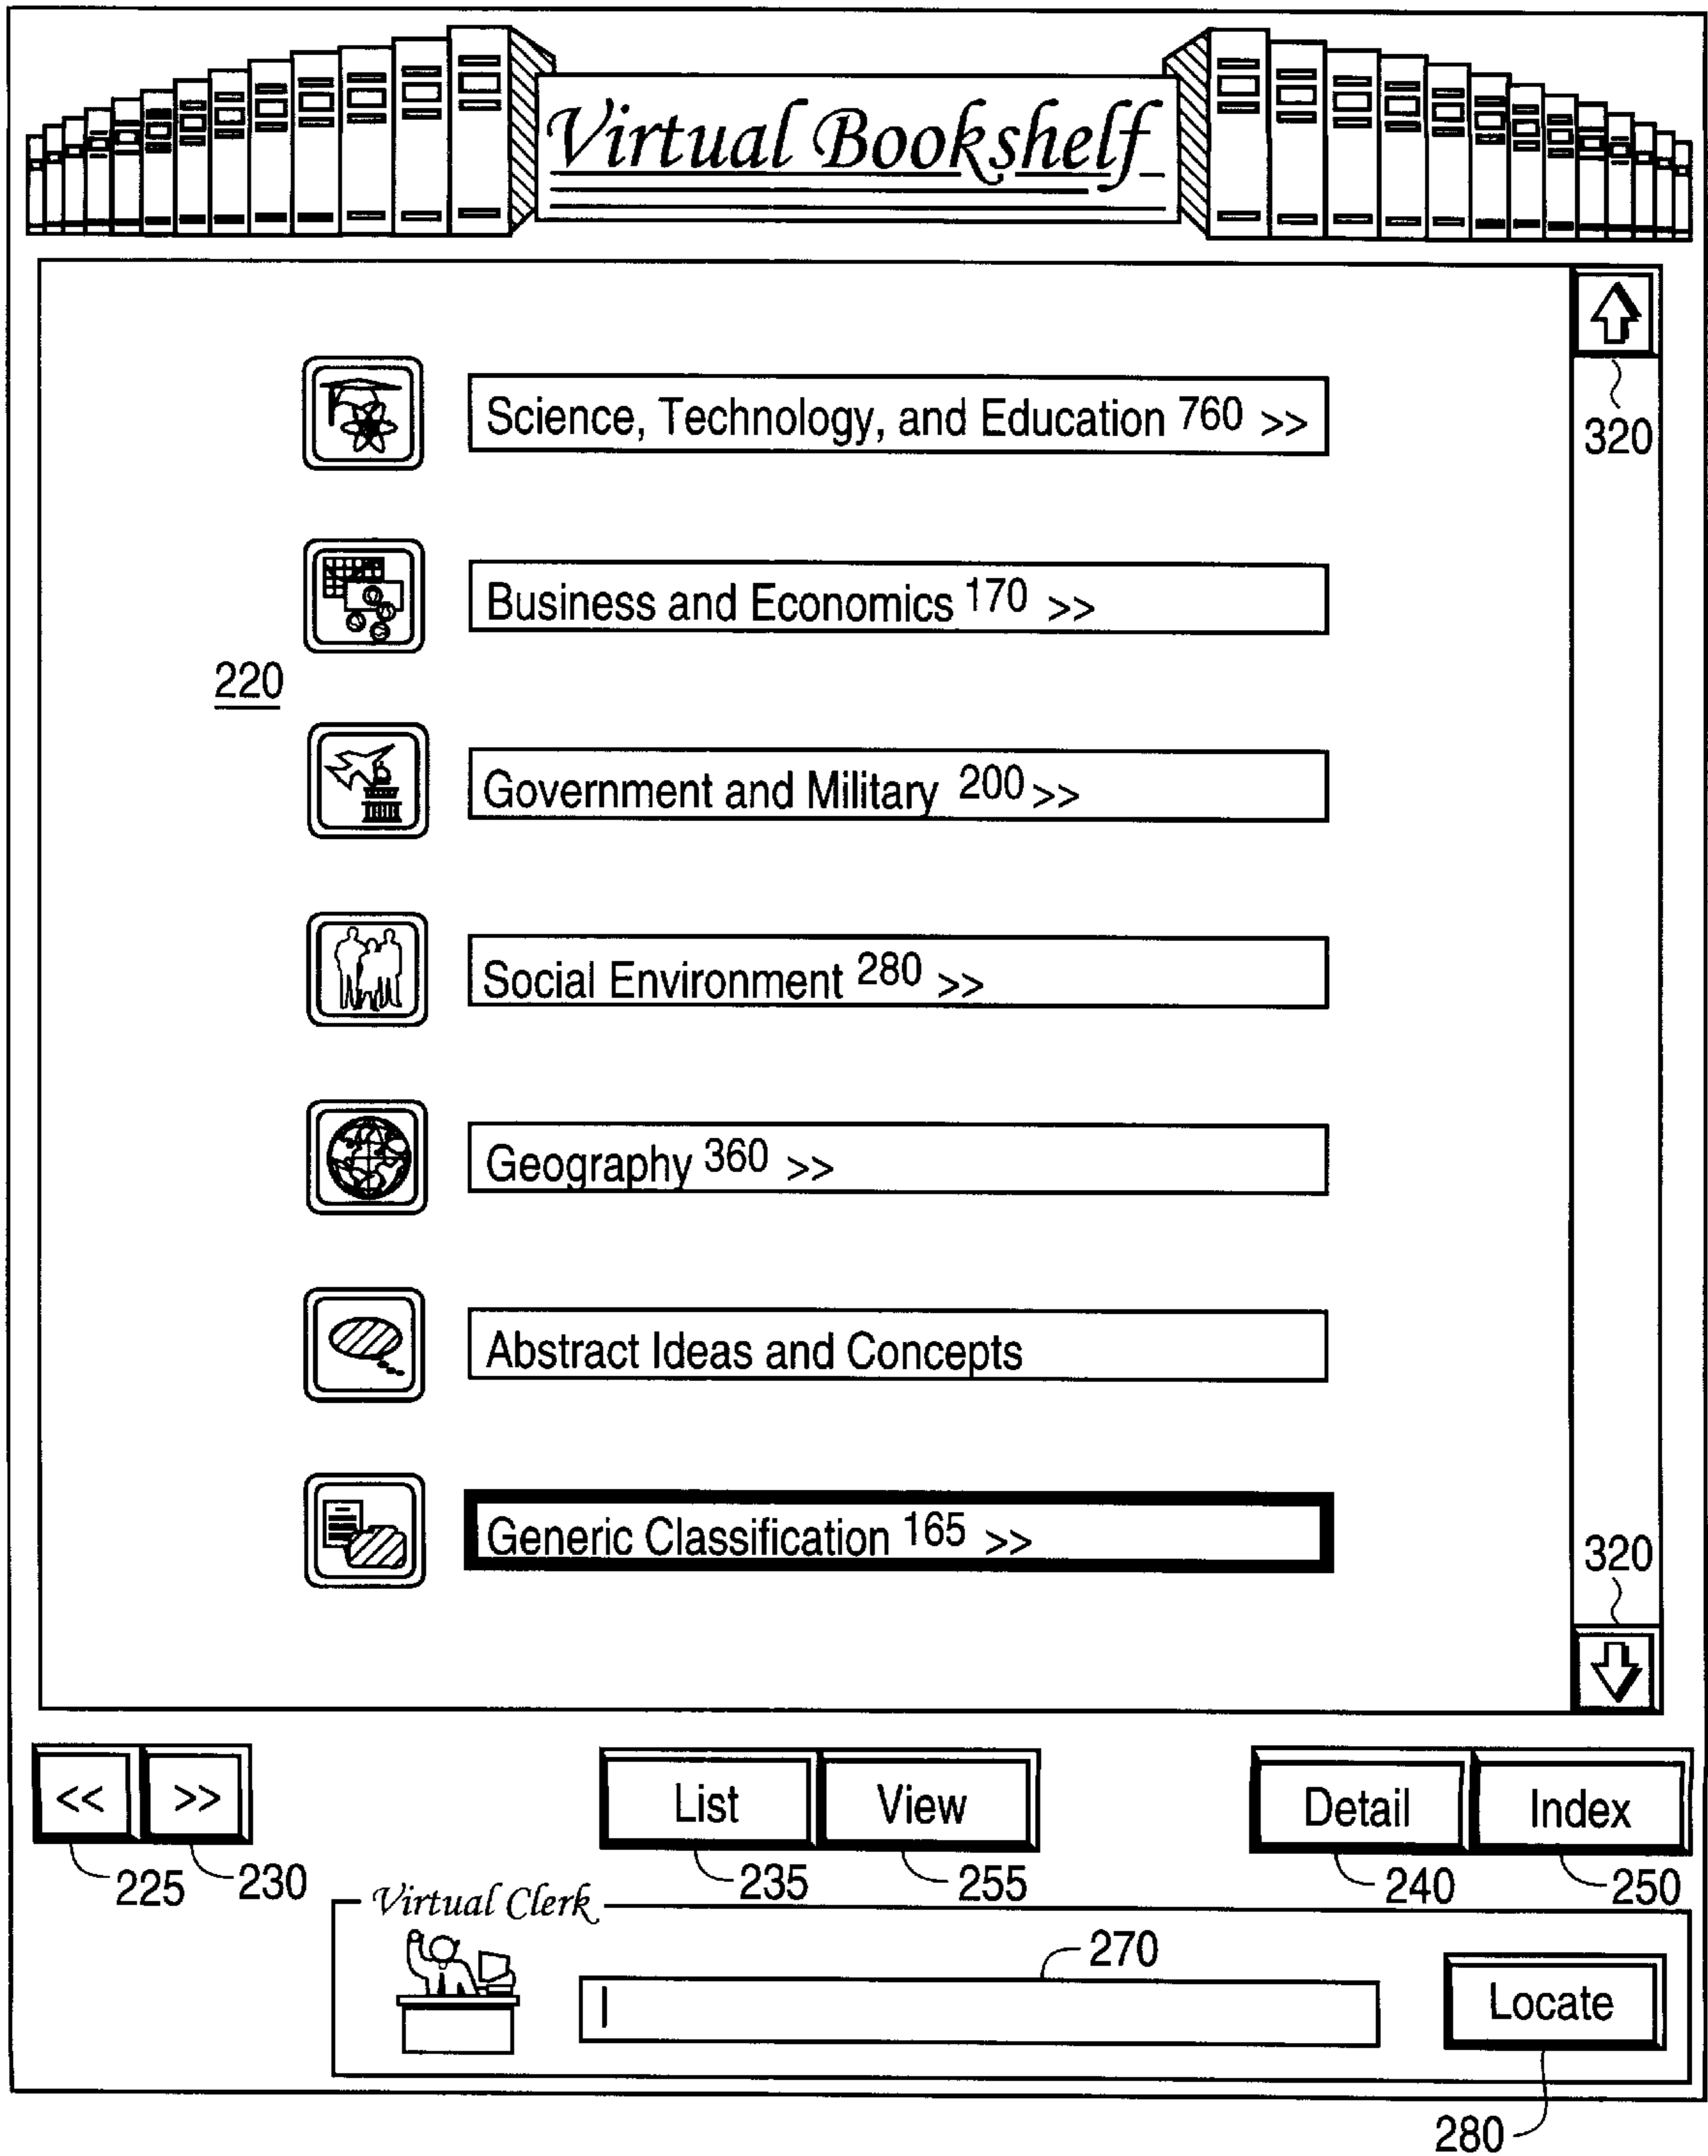 Virtual Bookshelf
Science, Technology, and Education 760 >>
320
Business and Economics 170 >>
220
Government and Military 200 >>
Social Environment 280 >>
Geography 360 >>
Abstract Ideas and Concepts
Generic Classification 165 >>
320
<< >> List View Detail Index
225 230 235 255 240 250
Virtual Clerk
270
Locate
280